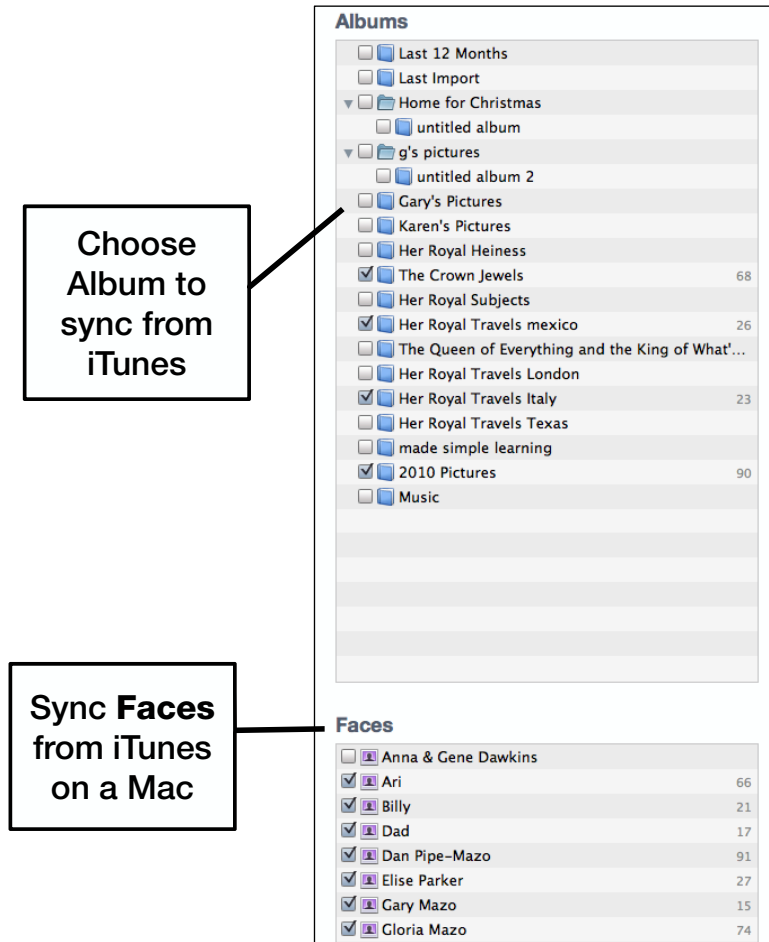 Albums
Last 12 Months
Last Import
Home for Christmas
untitled album
g's pictures
untitled album 2
Gary's Pictures
Karen's Pictures
Her Royal Heiness
The Crown Jewels 68
Her Royal Subjects
Her Royal Travels mexico 26
The Queen of Everything and the King of What'...
Her Royal Travels London
Her Royal Travels Italy 23
Her Royal Travels Texas
made simple learning
2010 Pictures 90
Music
Choose
Album to
sync from
iTunes
Faces
Anna & Gene Dawkins
Ari 66
Billy 21
Dad 17
Dan Pipe-Mazo 91
Elise Parker 27
Gary Mazo 15
Gloria Mazo 74
Sync Faces
from iTunes
on a Mac